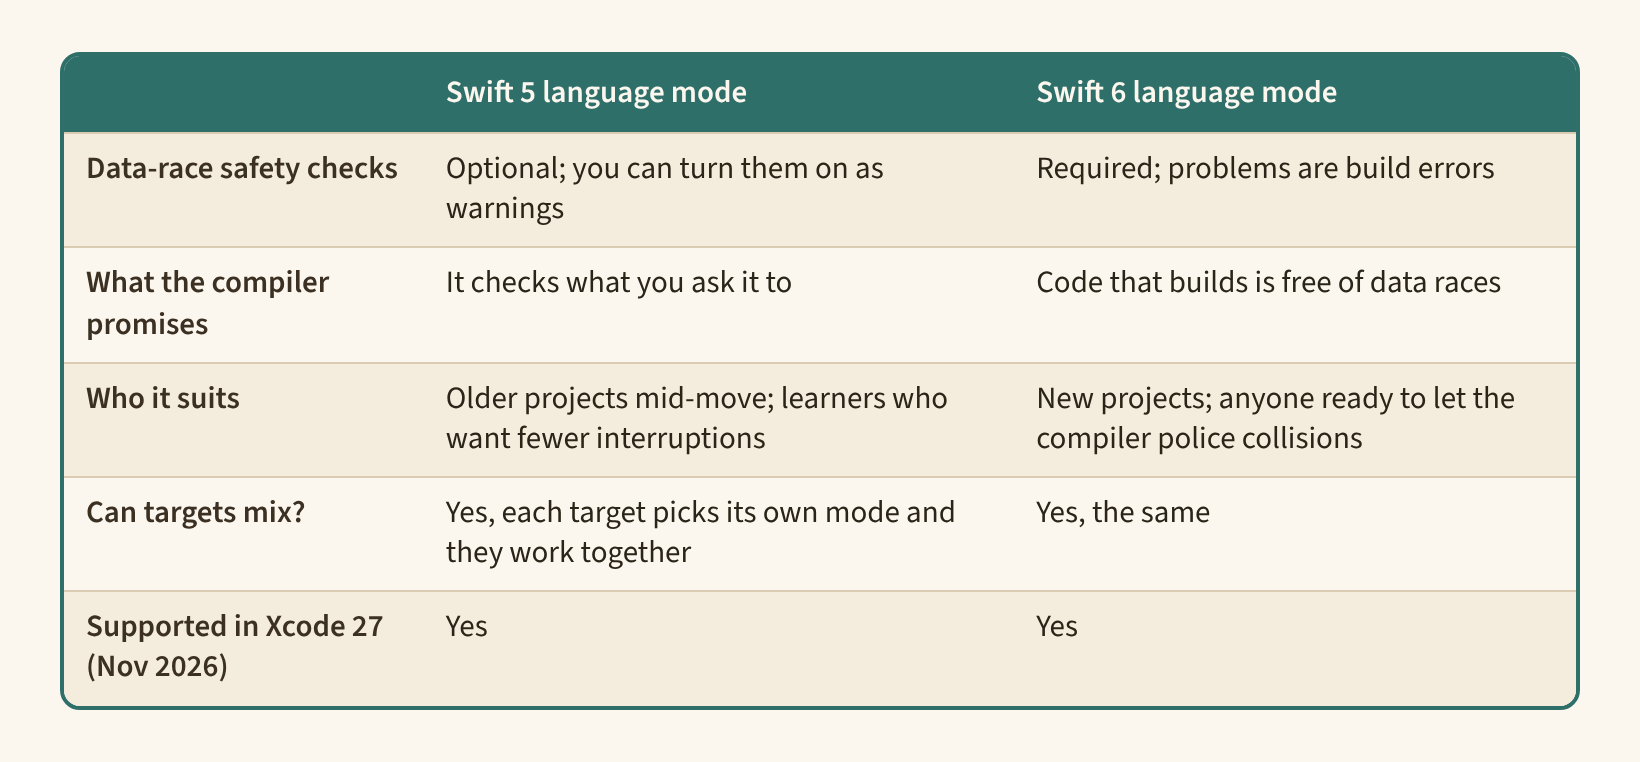 Swift 5 language mode
Swift 6 language mode
Data-race safety checks
Optional; you can turn them on as
warnings
Required; problems are build errors
What the compiler
promises
It checks what you ask it to
Code that builds is free of data races
Who it suits
Older projects mid-move; learners who
want fewer interruptions
New projects; anyone ready to let the
compiler police collisions
Can targets mix?
Yes, each target picks its own mode and
they work together
Yes, the same
Supported in Xcode 27
(Nov 2026)
Yes
Yes